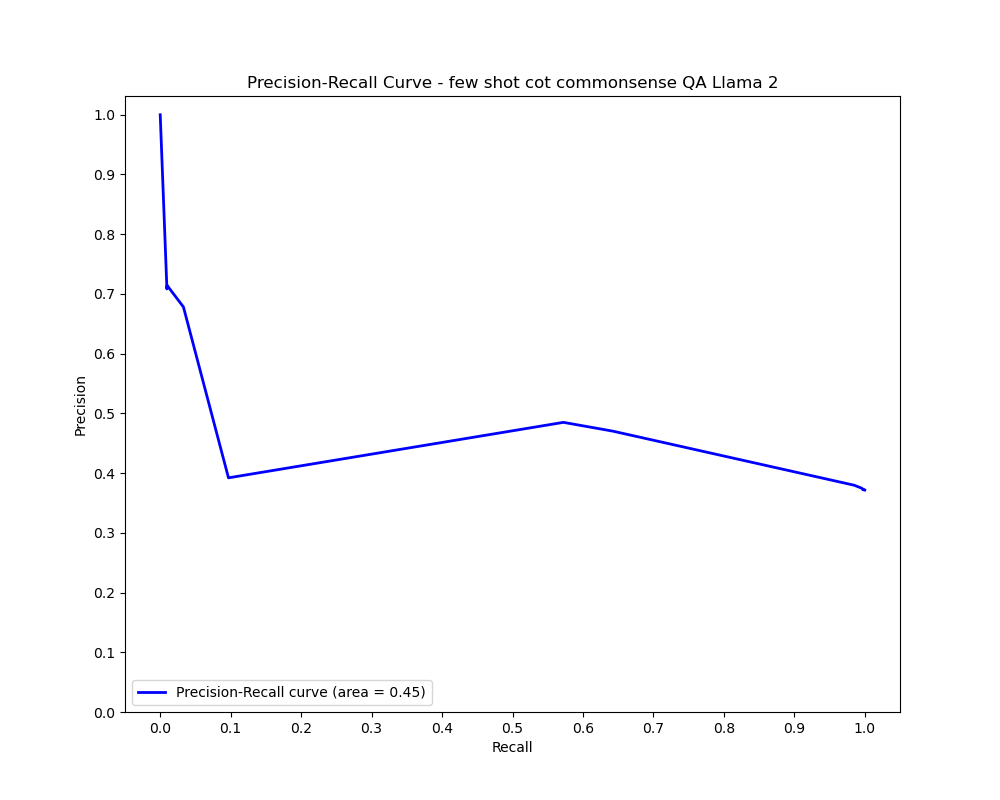 Precision-Recall Curve - few shot cot commonsense QA Llama 2
1.0
0.9
0.8
0.7
0.6
0.5
0.4
0.3
0.2
0.1
0.0
Precision
Precision-Recall curve (area = 0.45)
0.0 0.1 0.2 0.3 0.4 0.5 0.6 0.7 0.8 0.9 1.0
Recall